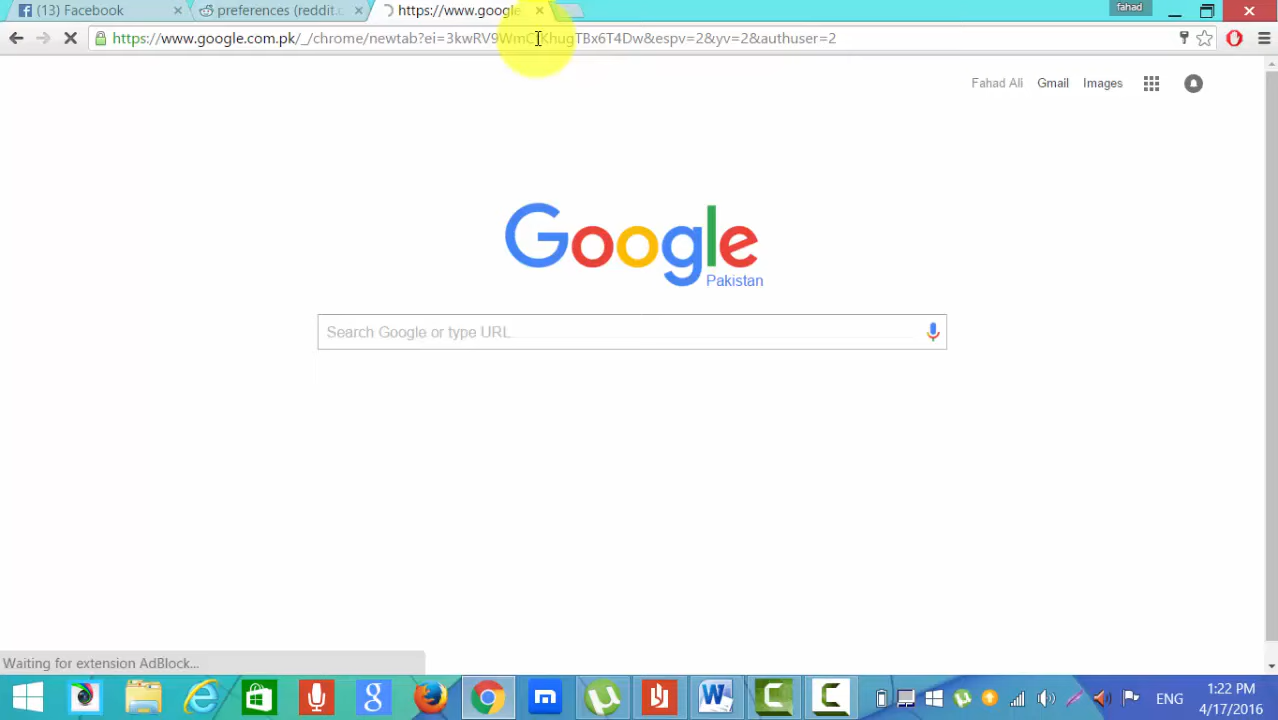 (13) Facebook
preferences (reddit.c
https://www.google
fahad
https://www.google.com.pk/_/chrome/newtab?ei=3kwRV9WmC
hugTBx6T4Dw&espv=2&yv=2&authuser=2
Fahad Ali
Gmail
Images
Google
Pakistan
Search Google or type URL
Waiting for extension AdBlock...
ENG
1:22 PM
4/17/2016